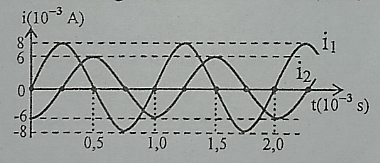 i(10⁻³ A)
8
6
i₁
i₂
0
t(10⁻³ s)
-6
-8
0,5
1,0
1,5
2,0